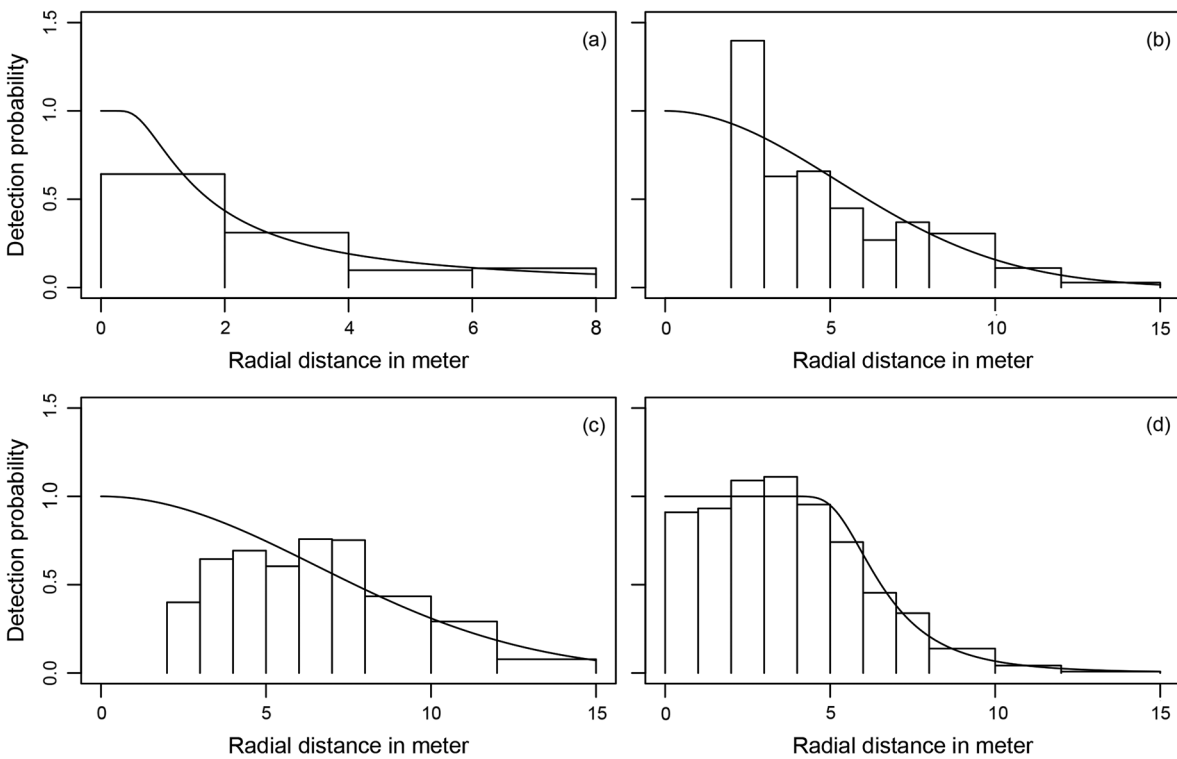 (a)
Detection probability
0.0 0.5 1.0 1.5
0 2 4 6 8
Radial distance in meter
(b)
0 5 10 15
Radial distance in meter
(c)
Detection probability
0.0 0.5 1.0 1.5
0 5 10 15
Radial distance in meter
(d)
0 5 10 15
Radial distance in meter